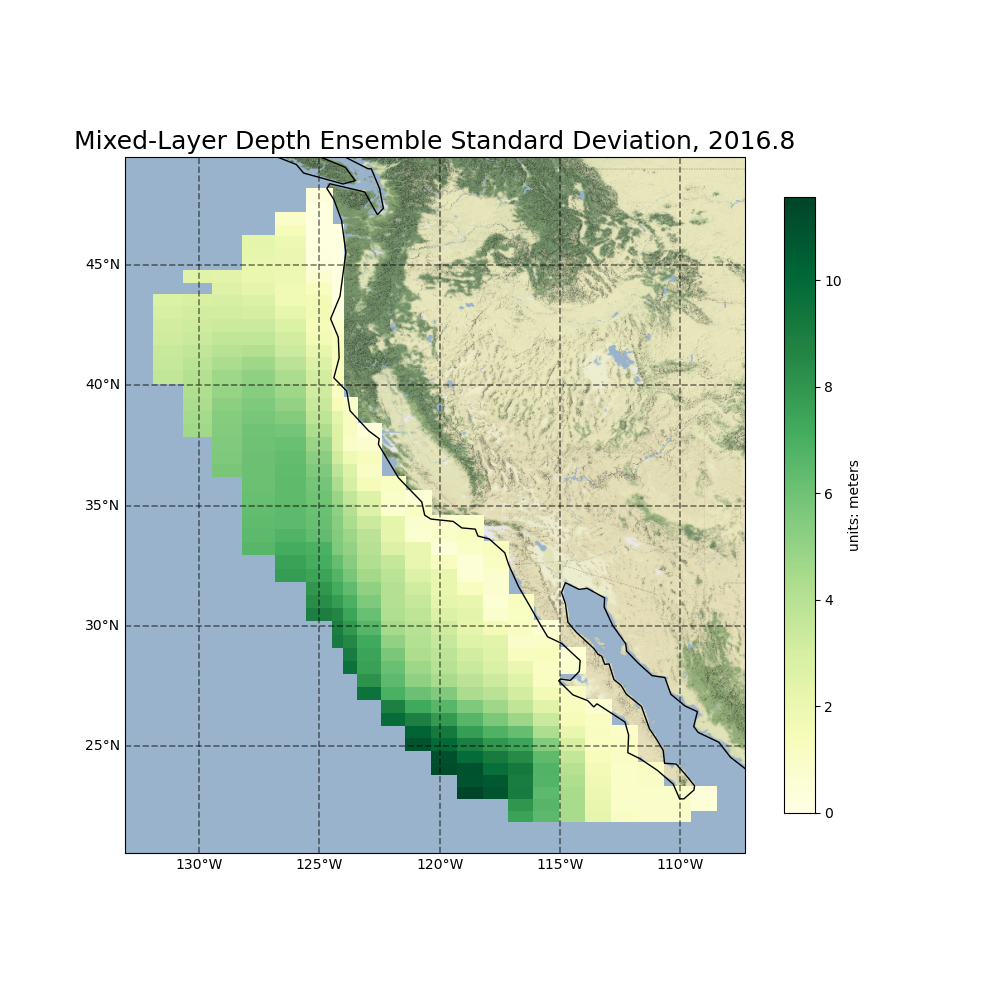 Mixed-Layer Depth Ensemble Standard Deviation, 2016.8
45°N
40°N
35°N
30°N
25°N
130°W
125°W
120°W
115°W
110°W
10
8
6
4
2
0
units: meters